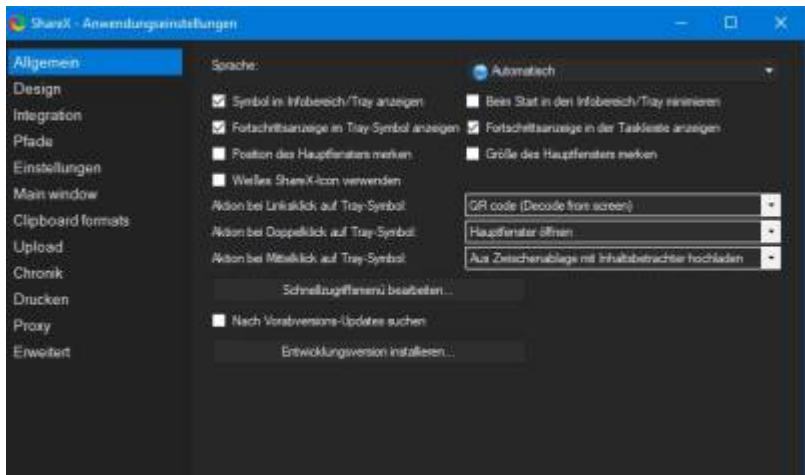 ShareX - Anwendungseinstellungen
Allgemein
Design
Integration
Pfade
Einstellungen
Main window
Clipboard formats
Upload
Chronik
Drucken
Proxy
Erweitert
Sprache: Automatisch
Symbol im Infobereich/Tray anzeigen Beim Start in den Infobereich/Tray minimieren
Fortschrittsanzeige im Tray-Symbol anzeigen Fortschrittsanzeige in der Taskleiste anzeigen
Position des Hauptfensters merken Größe des Hauptfensters merken
Weißes ShareX-Icon verwenden
Aktion bei Linksklick auf Tray-Symbol: QR code (Decode from screen)
Aktion bei Doppelklick auf Tray-Symbol: Hauptfenster öffnen
Aktion bei Mittelklick auf Tray-Symbol: Aus Zwischenablage mit Inhaltsbetrachter hochladen
Schnellzugriffsmenü bearbeiten...
Nach Vorabversions-Updates suchen
Entwicklungsversion installieren...